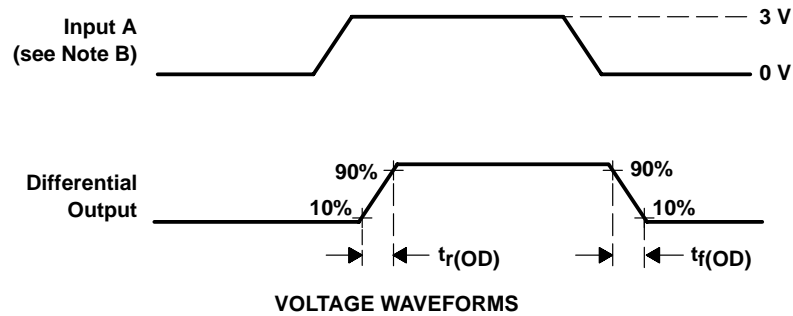 Input A
(see Note B)
3 V
0 V
Differential
Output
90%
10%
90%
10%
tr(OD)
tf(OD)
VOLTAGE WAVEFORMS